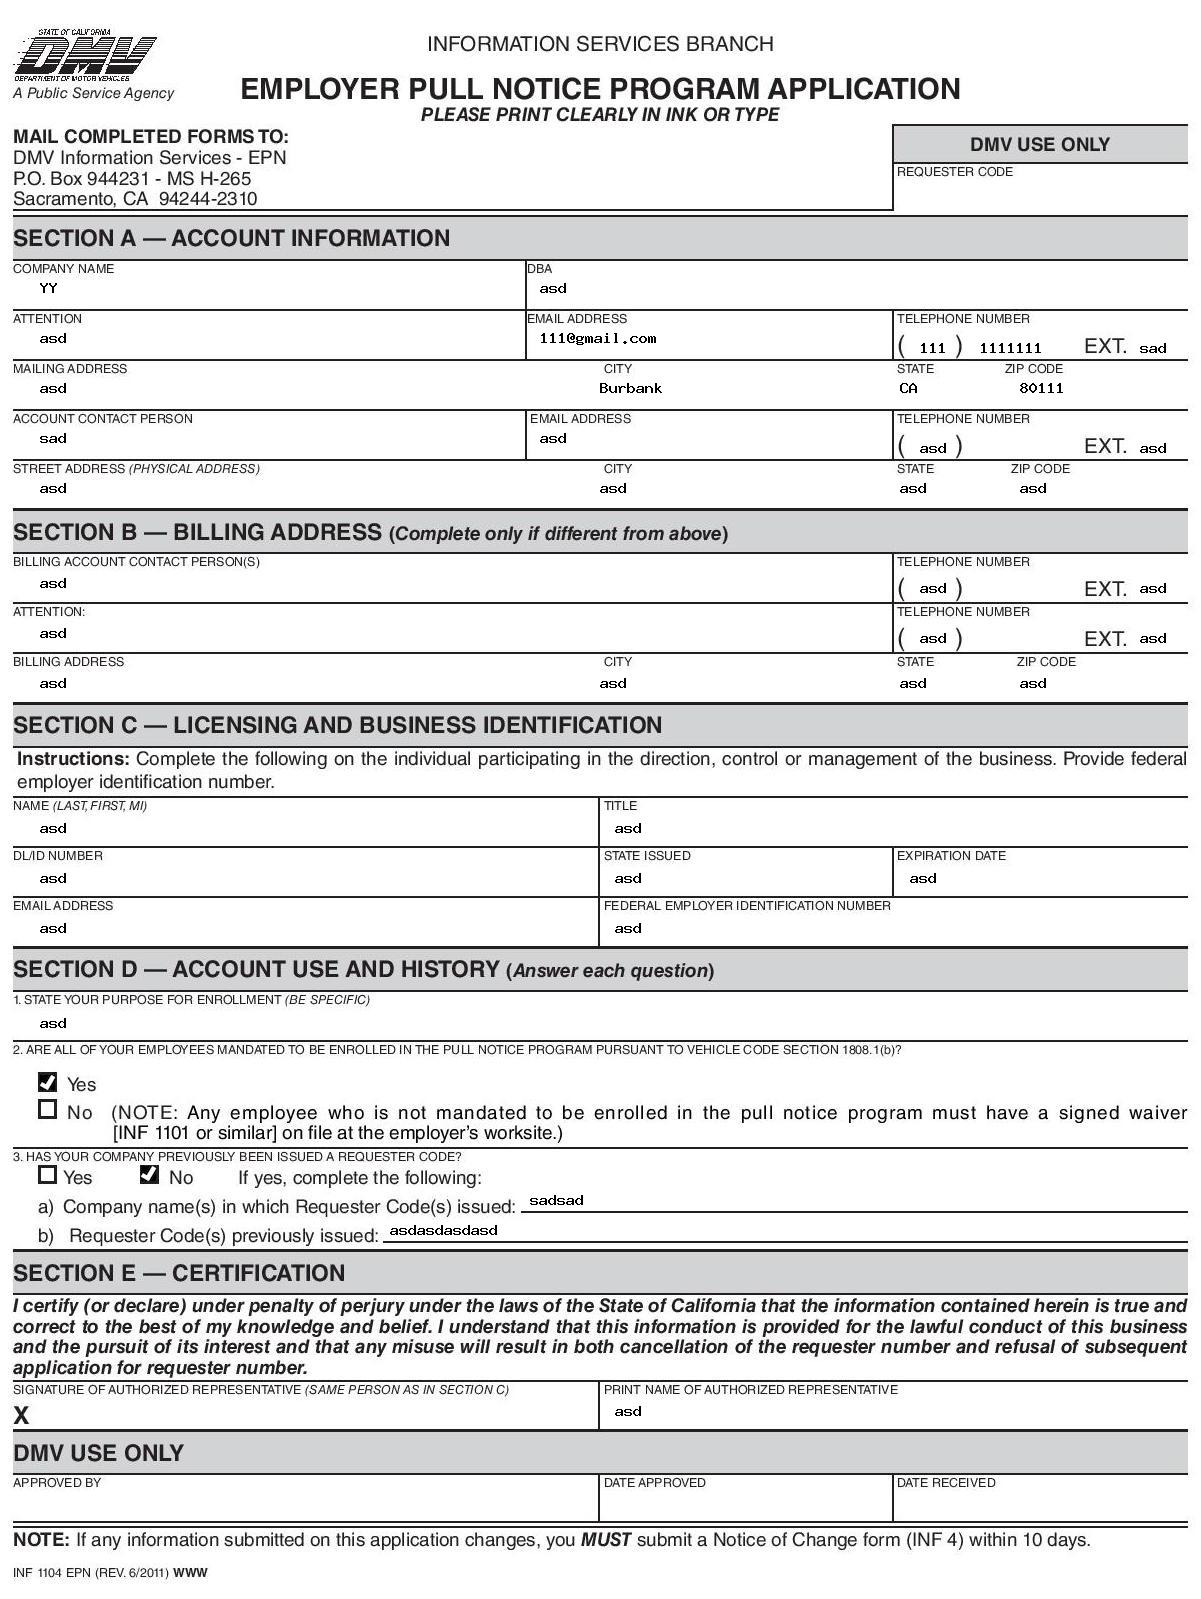 STATE OF CALIFORNIA
DMV
DEPARTMENT OF MOTOR VEHICLES
A Public Service Agency
INFORMATION SERVICES BRANCH
EMPLOYER PULL NOTICE PROGRAM APPLICATION
PLEASE PRINT CLEARLY IN INK OR TYPE
MAIL COMPLETED FORMS TO:
DMV Information Services - EPN
P.O. Box 944231 - MS H-265
Sacramento, CA 94244-2310
DMV USE ONLY
REQUESTER CODE
SECTION A — ACCOUNT INFORMATION
COMPANY NAME DBA
YY asd
ATTENTION EMAIL ADDRESS TELEPHONE NUMBER
asd 111@gmail.com ( 111 ) 1111111 EXT. sad
MAILING ADDRESS CITY STATE ZIP CODE
asd Burbank CA 80111
ACCOUNT CONTACT PERSON EMAIL ADDRESS TELEPHONE NUMBER
sad asd ( asd ) EXT. asd
STREET ADDRESS (PHYSICAL ADDRESS) CITY STATE ZIP CODE
asd asd asd asd
SECTION B — BILLING ADDRESS (Complete only if different from above)
BILLING ACCOUNT CONTACT PERSON(S) TELEPHONE NUMBER
asd ( asd ) EXT. asd
ATTENTION: TELEPHONE NUMBER
asd ( asd ) EXT. asd
BILLING ADDRESS CITY STATE ZIP CODE
asd asd asd asd
SECTION C — LICENSING AND BUSINESS IDENTIFICATION
Instructions: Complete the following on the individual participating in the direction, control or management of the business. Provide federal
employer identification number.
NAME (LAST, FIRST, MI) TITLE
asd asd
DL/ID NUMBER STATE ISSUED EXPIRATION DATE
asd asd asd
EMAIL ADDRESS FEDERAL EMPLOYER IDENTIFICATION NUMBER
asd asd
SECTION D — ACCOUNT USE AND HISTORY (Answer each question)
1. STATE YOUR PURPOSE FOR ENROLLMENT (BE SPECIFIC)
asd
2. ARE ALL OF YOUR EMPLOYEES MANDATED TO BE ENROLLED IN THE PULL NOTICE PROGRAM PURSUANT TO VEHICLE CODE SECTION 1808.1(b)?
Yes
No (NOTE: Any employee who is not mandated to be enrolled in the pull notice program must have a signed waiver
[INF 1101 or similar] on file at the employer's worksite.)
3. HAS YOUR COMPANY PREVIOUSLY BEEN ISSUED A REQUESTER CODE?
Yes No If yes, complete the following:
a) Company name(s) in which Requester Code(s) issued: sadsad
b) Requester Code(s) previously issued: asdasdasdasd
SECTION E — CERTIFICATION
I certify (or declare) under penalty of perjury under the laws of the State of California that the information contained herein is true and
correct to the best of my knowledge and belief. I understand that this information is provided for the lawful conduct of this business
and the pursuit of its interest and that any misuse will result in both cancellation of the requester number and refusal of subsequent
application for requester number.
SIGNATURE OF AUTHORIZED REPRESENTATIVE (SAME PERSON AS IN SECTION C) PRINT NAME OF AUTHORIZED REPRESENTATIVE
X asd
DMV USE ONLY
APPROVED BY DATE APPROVED DATE RECEIVED
NOTE: If any information submitted on this application changes, you MUST submit a Notice of Change form (INF 4) within 10 days.
INF 1104 EPN (REV. 6/2011) WWW